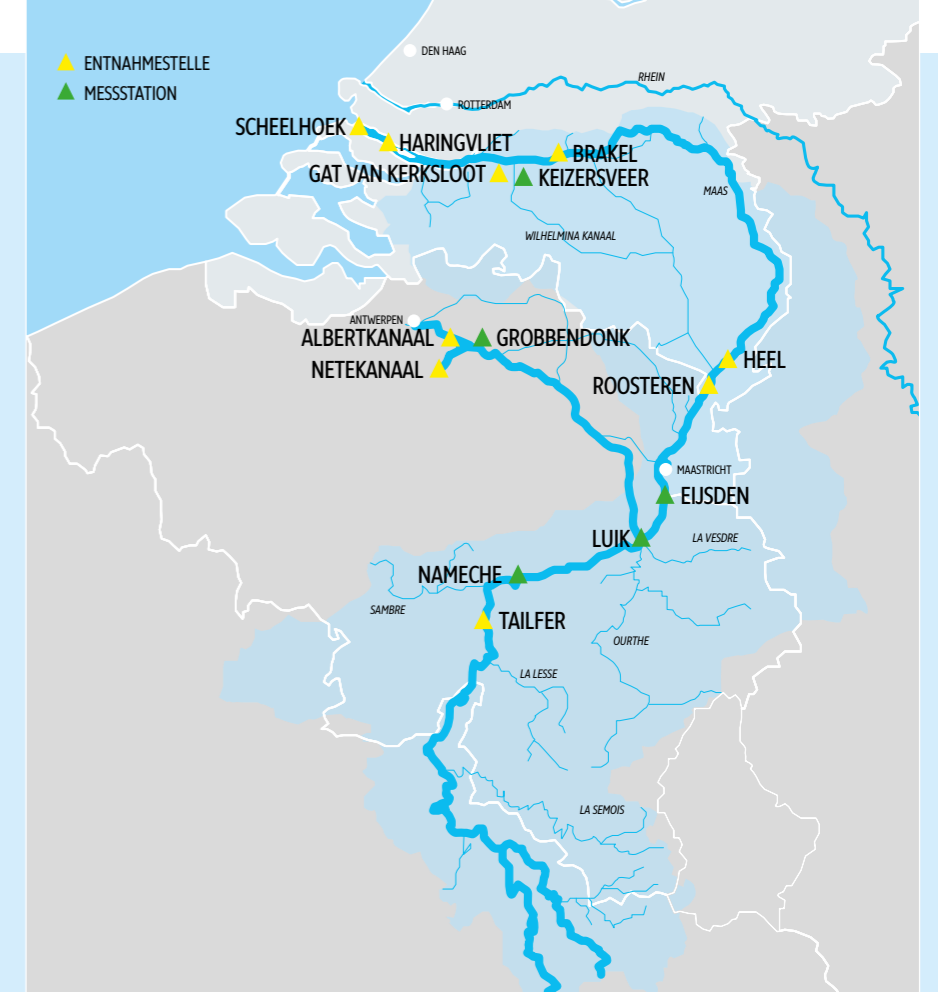 DEN HAAG
ENTNAHMESTELLE
MESSSTATION
RHEIN
ROTTERDAM
SCHEELHOEK
HARINGVLIET
BRAKEL
GAT VAN KERKSLOOT
KEIZERSVEER
MAAS
WILHELMINA KANAAL
ANTWERPEN
ALBERTKANAAL
GROBBENDONK
NETEKANAAL
HEEL
ROOSTEREN
MAASTRICHT
EIJSDEN
LUIK
LA VESDRE
NAMECHE
SAMBRE
TAILFER
OURTHE
LA LESSE
LA SEMOIS